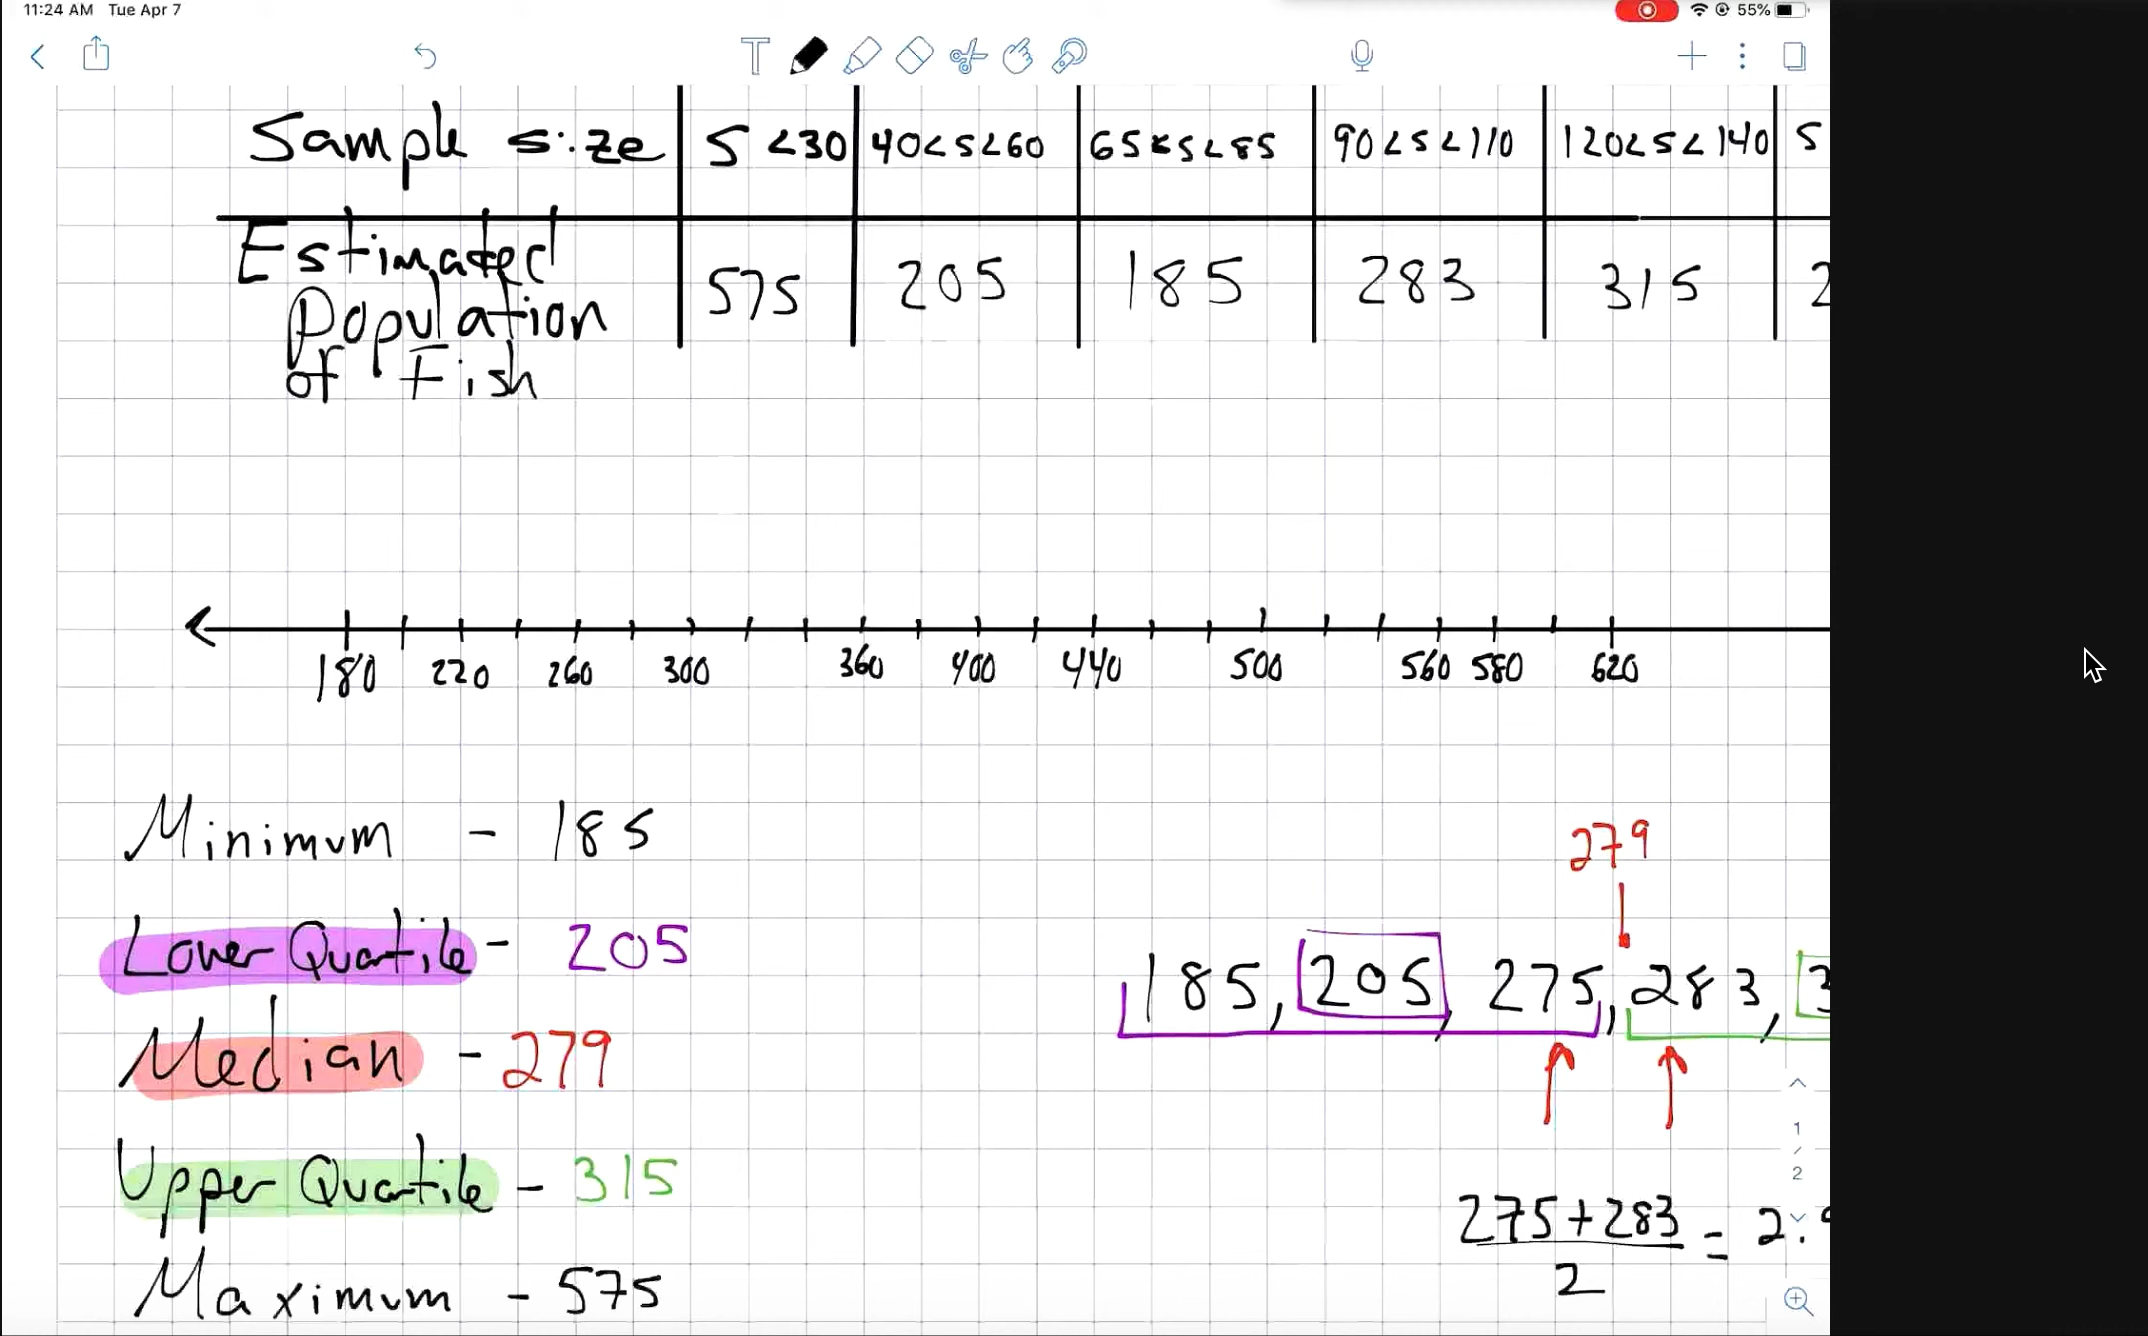 11:24 AM Tue Apr 7
55%
Sample size S<30 40<s<60 65<s<85 90<s<110 120<s<140 S
Estimated Population of Fish 575 205 185 283 315 2
180 220 260 300 360 400 440 500 560 580 620
Minimum - 185
279
Lower Quartile - 205
185, 205, 275, 283,
Median - 279
1
/
2
Upper Quartile - 315
275+283
2
= 2
Maximum - 575